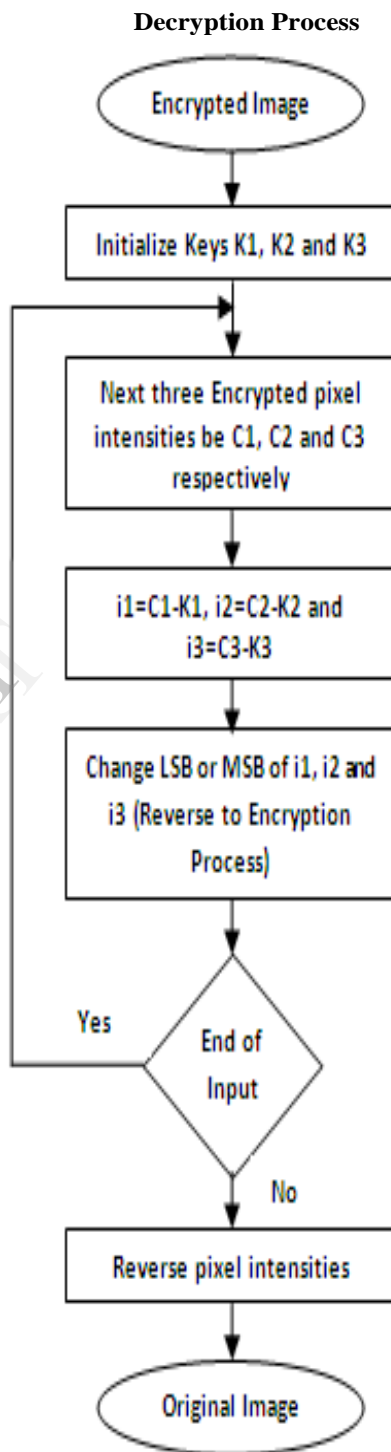 Decryption Process
Encrypted Image
Initialize Keys K1, K2 and K3
Next three Encrypted pixel
intensities be C1, C2 and C3
respectively
i1=C1-K1, i2=C2-K2 and
i3=C3-K3
Change LSB or MSB of i1, i2 and
i3 (Reverse to Encryption
Process)
Yes
End of
Input
No
Reverse pixel intensities
Original Image